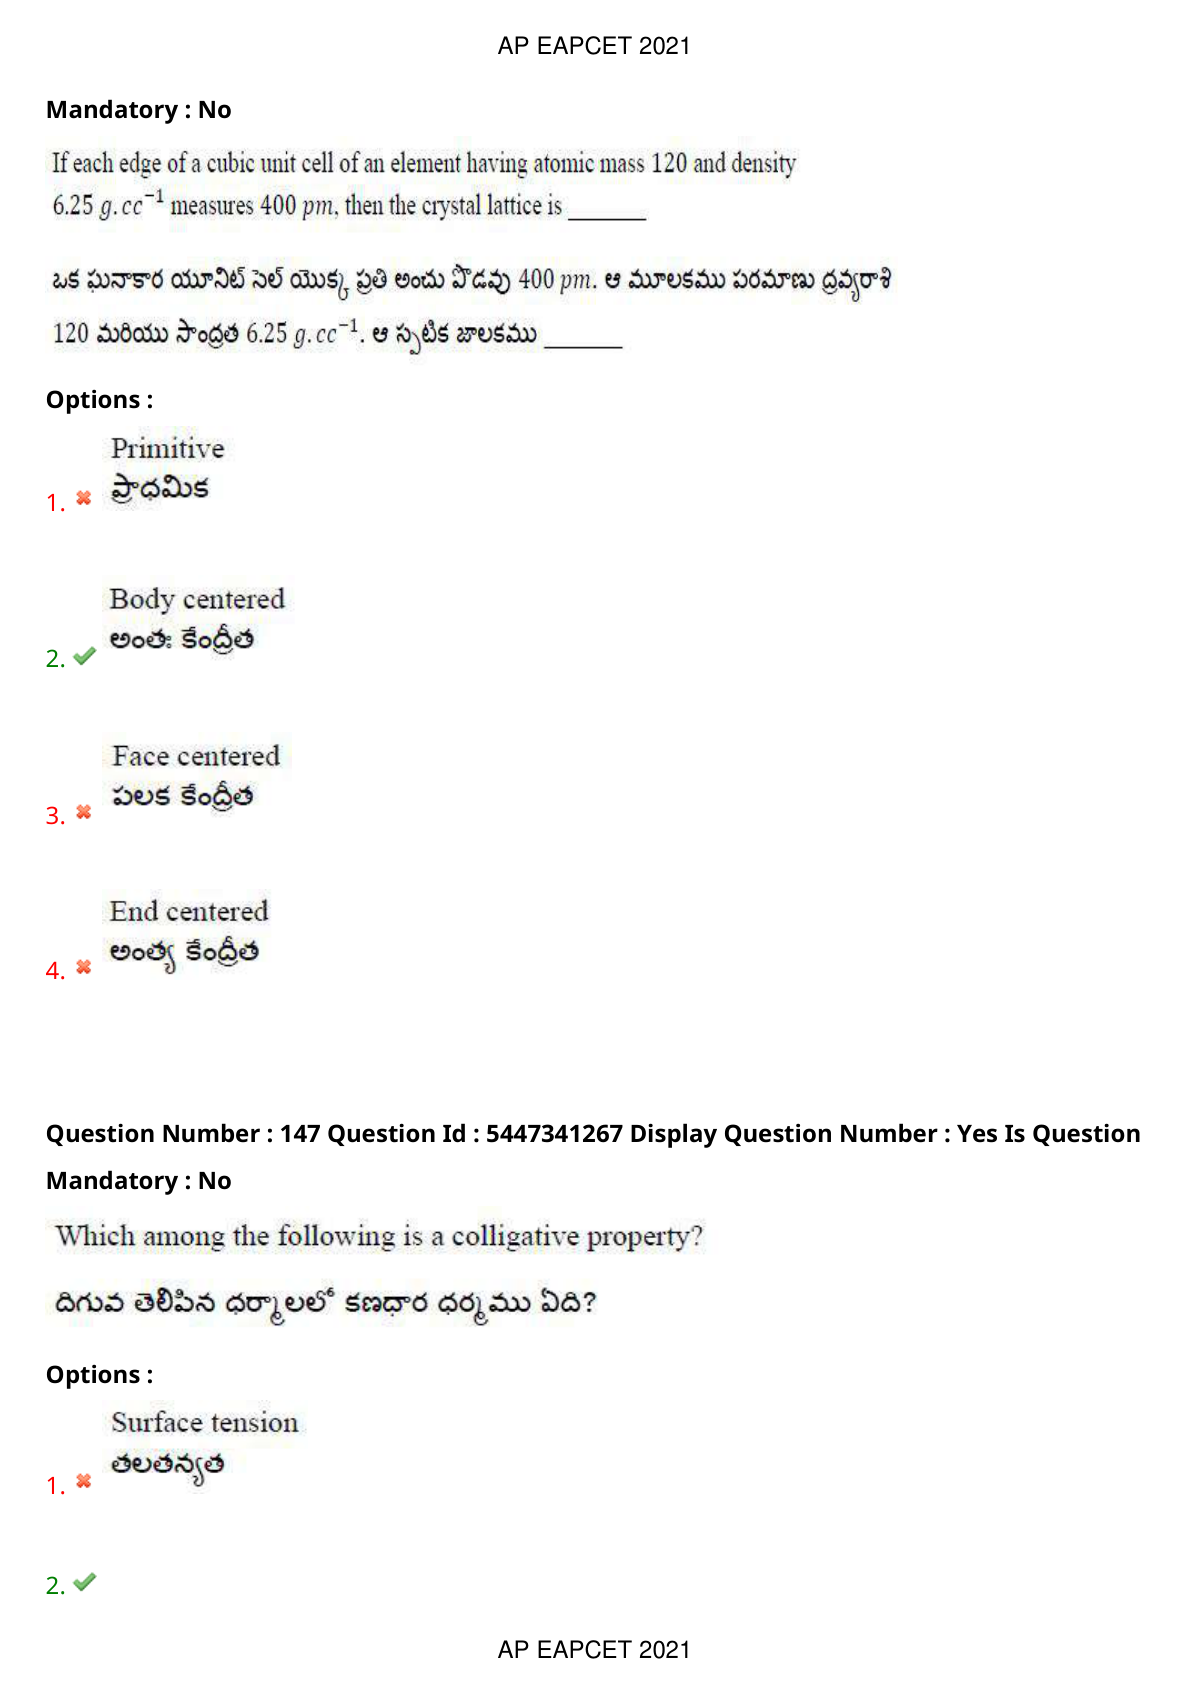 AP EAPCET 2021
Mandatory : No
If each edge of a cubic unit cell of an element having atomic mass 120 and density
6.25 g.cc⁻¹ measures 400 pm, then the crystal lattice is ______
ఒక ఘనాకార యూనిట్ సెల్ యొక్క ప్రతి అంచు పొడవు 400 pm. ఆ మూలకము పరమాణు ద్రవ్యరాశి
120 మరియు సాంద్రత 6.25 g.cc⁻¹. ఆ స్ఫటిక జాలకము ______
Options :
Primitive
ప్రాధమిక
1.
Body centered
అంతః కేంద్రీత
2.
Face centered
పలక కేంద్రీత
3.
End centered
అంత్య కేంద్రీత
4.
Question Number : 147 Question Id : 5447341267 Display Question Number : Yes Is Question
Mandatory : No
Which among the following is a colligative property?
దిగువ తెలిపిన ధర్మాలలో కణధార ధర్మము ఏది?
Options :
Surface tension
తలతన్యత
1.
2.
AP EAPCET 2021